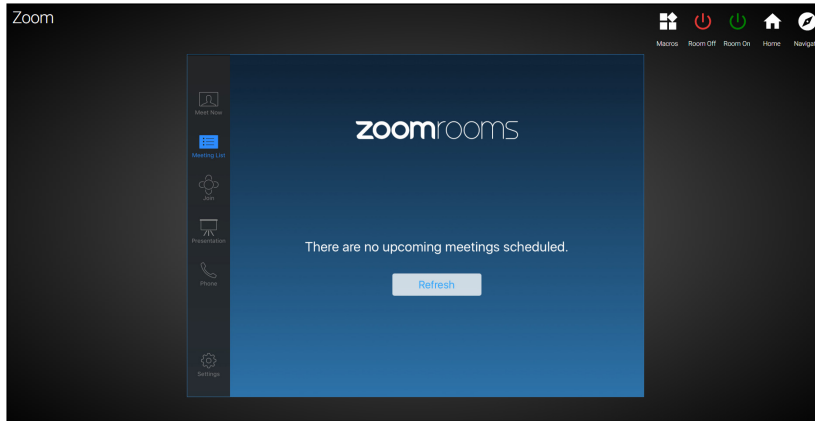 Zoom
Macros
Room Off
Room On
Home
Navigat
Meet Now
Meeting List
Join
Presentation
Phone
Settings
zoomrooms
There are no upcoming meetings scheduled.
Refresh